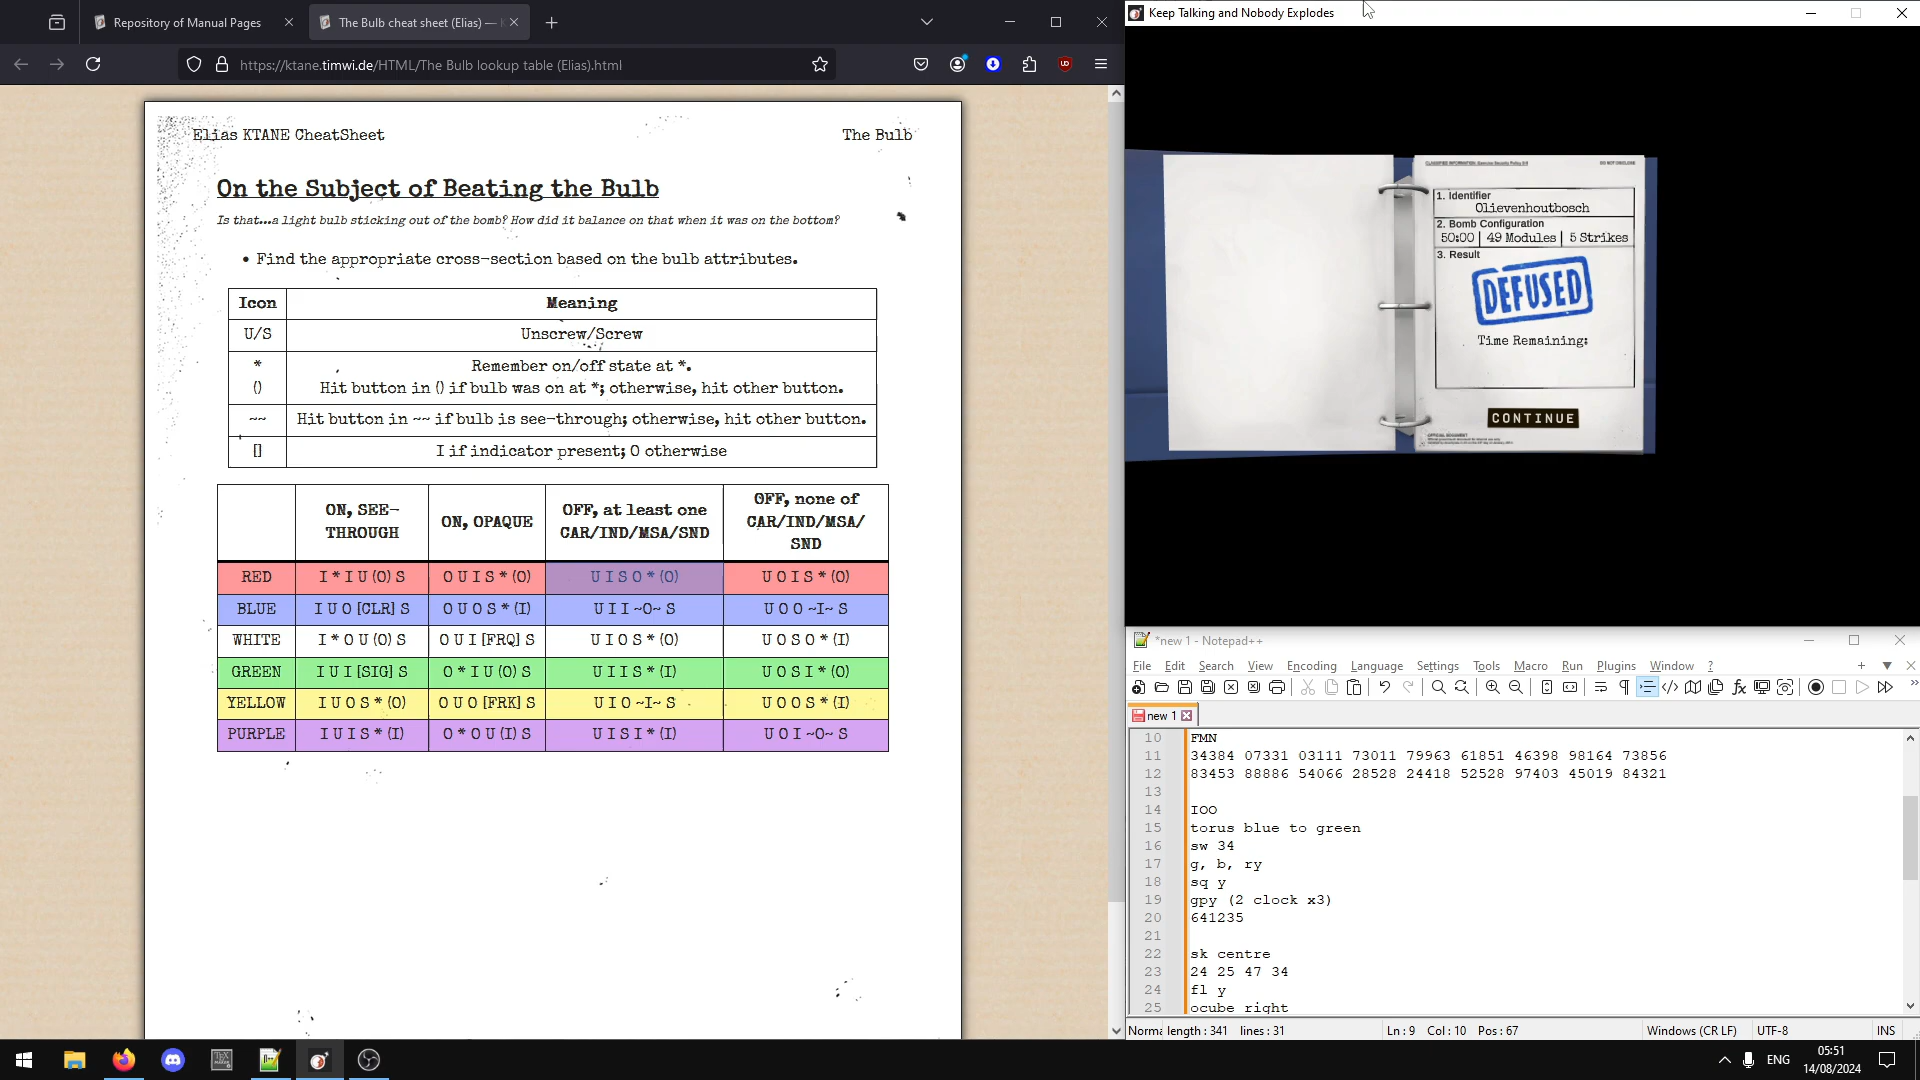 Repository of Manual Pages
The Bulb cheat sheet (Elias) —
https://ktane.timwi.de/HTML/The Bulb lookup table (Elias).html
Elias KTANE CheatSheet
The Bulb
On the Subject of Beating the Bulb
Is that...a light bulb sticking out of the bomb? How did it balance on that when it was on the bottom?
• Find the appropriate cross-section based on the bulb attributes.
Icon Meaning
U/S Unscrew/Screw
* Remember on/off state at *.
() Hit button in () if bulb was on at *; otherwise, hit other button.
~~ Hit button in ~~ if bulb is see-through; otherwise, hit other button.
[] I if indicator present; O otherwise
ON, SEE-THROUGH ON, OPAQUE OFF, at least one CAR/IND/MSA/SND OFF, none of CAR/IND/MSA/SND
RED I * I U (O) S O U I S * (O) U I S O * (O) U O I S * (O)
BLUE I U O [CLR] S O U O S * (I) U I I ~O~ S U O O ~I~ S
WHITE I * O U (O) S O U I [FRQ] S U I O S * (O) U O S O * (I)
GREEN I U I [SIG] S O * I U (O) S U I I S * (I) U O S I * (O)
YELLOW I U O S * (O) O U O [FRK] S U I O ~I~ S U O O S * (I)
PURPLE I U I S * (I) O * O U (I) S U I S I * (I) U O I ~O~ S
Keep Talking and Nobody Explodes
1. Identifier
Olievenhoutbosch
2. Bomb Configuration
50:00 | 49 Modules | 5 Strikes
3. Result
DEFUSED
Time Remaining:
CONTINUE
*new 1 - Notepad++
File Edit Search View Encoding Language Settings Tools Macro Run Plugins Window ?
new 1
10 FMN
11 34384 07331 03111 73011 79963 61851 46398 98164 73856
12 83453 88886 54066 28528 24418 52528 97403 45019 84321
13
14 IOO
15 torus blue to green
16 sw 34
17 g, b, ry
18 sq y
19 gpy (2 clock x3)
20 641235
21
22 sk centre
23 24 25 47 34
24 fl y
25 ocube right
Norma length : 341 lines : 31 Ln : 9 Col : 10 Pos : 67 Windows (CR LF) UTF-8 INS
ENG
05:51
14/08/2024